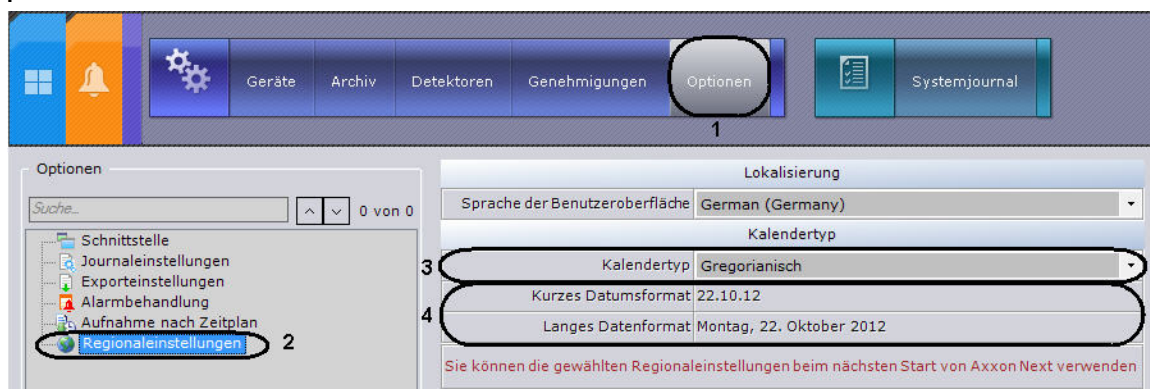 Geräte Archiv Detektoren Genehmigungen Optionen Systemjournal
1
Optionen
Suche... 0 von 0
Schnittstelle
Journaleinstellungen
Exporteinstellungen
Alarmbehandlung
Aufnahme nach Zeitplan
Regionaleinstellungen 2
Lokalisierung
Sprache der Benutzeroberfläche German (Germany)
Kalendertyp
3 Kalendertyp Gregorianisch
4
Kurzes Datumsformat 22.10.12
Langes Datenformat Montag, 22. Oktober 2012
Sie können die gewählten Regionaleinstellungen beim nächsten Start von Axxon Next verwenden